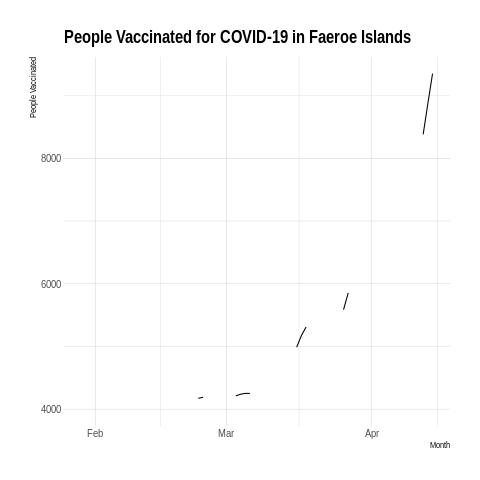 People Vaccinated for COVID-19 in Faeroe Islands
People Vaccinated
8000
6000
4000
Feb Mar Apr
Month